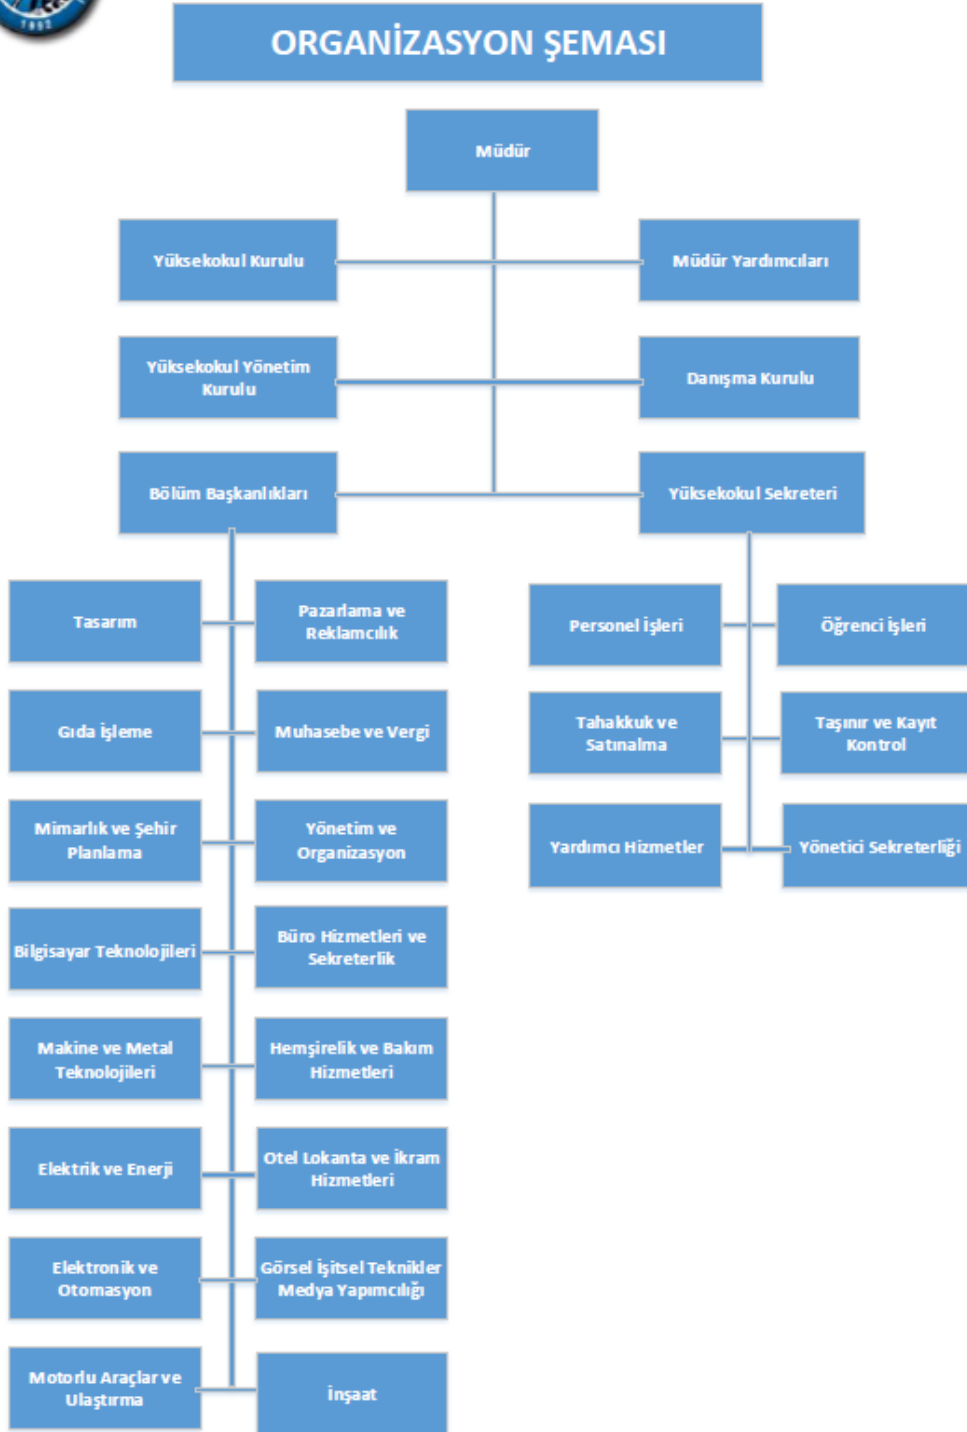 1892
ORGANİZASYON ŞEMASI
Müdür
Yüksekokul Kurulu
Müdür Yardımcıları
Yüksekokul Yönetim
Kurulu
Danışma Kurulu
Bölüm Başkanlıkları
Yüksekokul Sekreteri
Tasarım
Pazarlama ve
Reklamcılık
Personel İşleri
Öğrenci İşleri
Gıda İşleme
Muhasebe ve Vergi
Tahakkuk ve
Satınalma
Taşınır ve Kayıt
Kontrol
Mimarlık ve Şehir
Planlama
Yönetim ve
Organizasyon
Yardımcı Hizmetler
Yönetici Sekreterliği
Bilgisayar Teknolojileri
Büro Hizmetleri ve
Sekreterlik
Makine ve Metal
Teknolojileri
Hemşirelik ve Bakım
Hizmetleri
Elektrik ve Enerji
Otel Lokanta ve İkram
Hizmetleri
Elektronik ve
Otomasyon
Görsel İşitsel Teknikler
Medya Yapımcılığı
Motorlu Araçlar ve
Ulaştırma
İnşaat